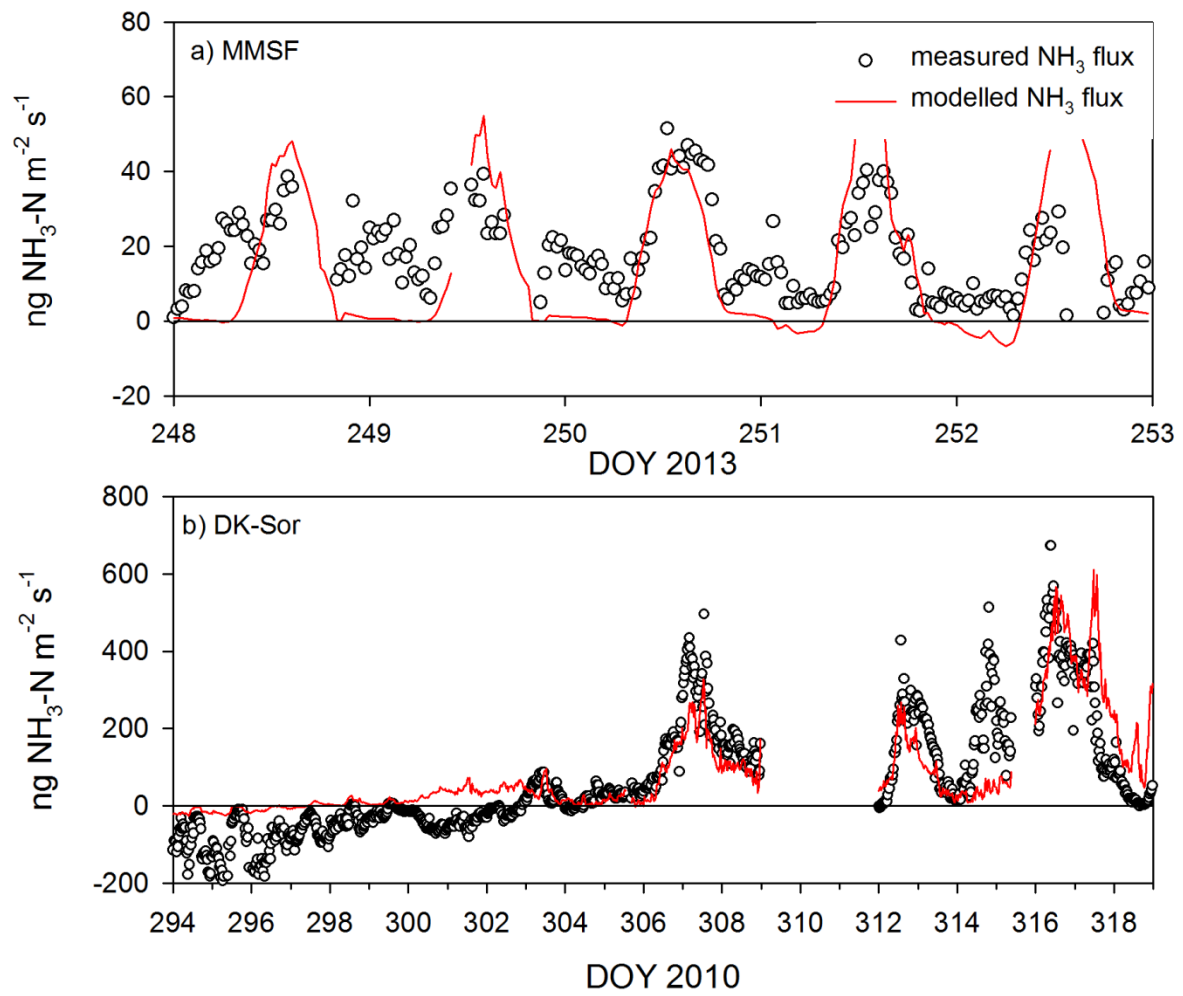 80
a) MMSF
measured NH₃ flux
modelled NH₃ flux
60
40
20
0
-20
ng NH₃-N m⁻² s⁻¹
248 249 250 251 252 253
DOY 2013
800
b) DK-Sor
600
400
200
0
-200
ng NH₃-N m⁻² s⁻¹
294 296 298 300 302 304 306 308 310 312 314 316 318
DOY 2010